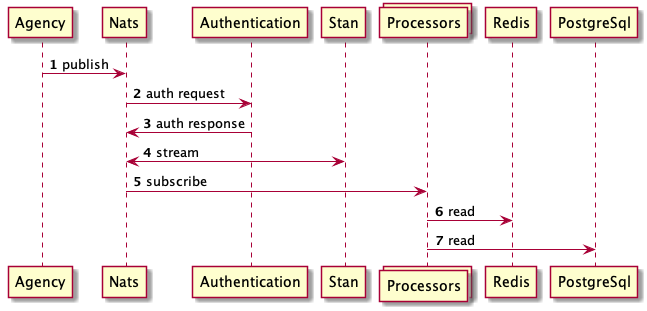 Agency Nats Authentication Stan Processors Redis PostgreSql
1 publish
2 auth request
3 auth response
4 stream
5 subscribe
6 read
7 read
Agency Nats Authentication Stan Processors Redis PostgreSql